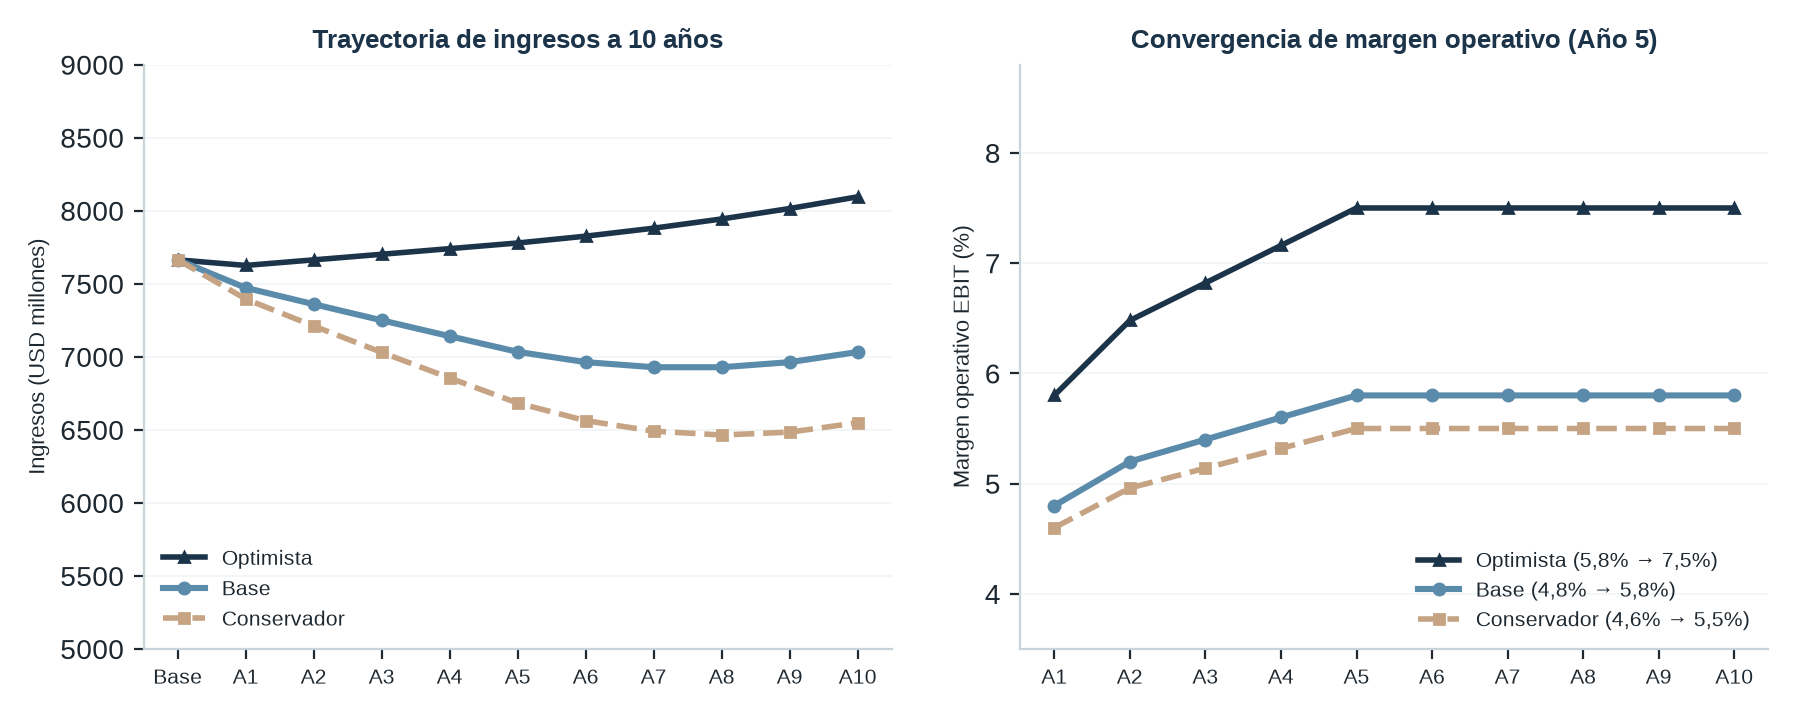 Trayectoria de ingresos a 10 años
Ingresos (USD millones)
9000
8500
8000
7500
7000
6500
6000
5500
5000
Optimista
Base
Conservador
Base A1 A2 A3 A4 A5 A6 A7 A8 A9 A10
Convergencia de margen operativo (Año 5)
Margen operativo EBIT (%)
8
7
6
5
4
Optimista (5,8% → 7,5%)
Base (4,8% → 5,8%)
Conservador (4,6% → 5,5%)
A1 A2 A3 A4 A5 A6 A7 A8 A9 A10